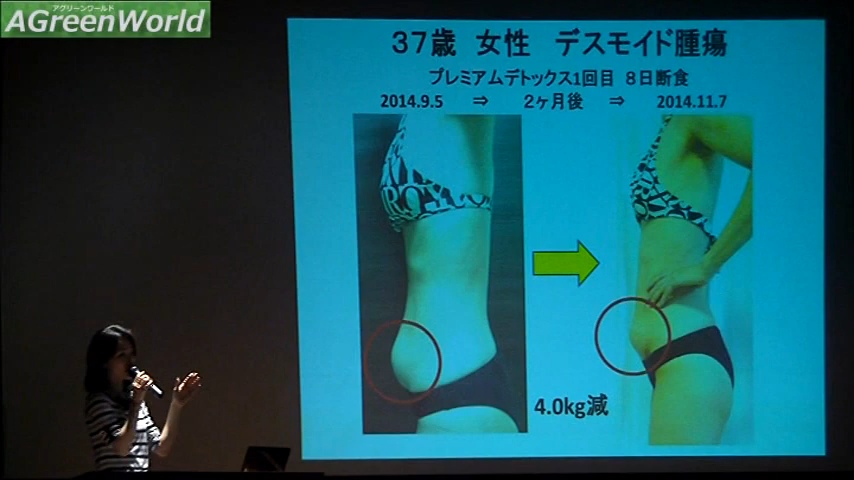 アグリーンワールド
AGreenWorld
37歳 女性 デスモイド腫瘍
プレミアムデトックス1回目 8日断食
2014.9.5 ⇒ 2ヶ月後 ⇒ 2014.11.7
4.0kg減